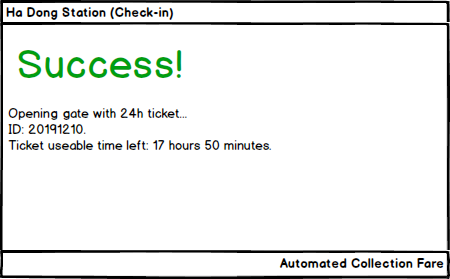 Ha Dong Station (Check-in)
Success!
Opening gate with 24h ticket...
ID: 20191210.
Ticket useable time left: 17 hours 50 minutes.
Automated Collection Fare